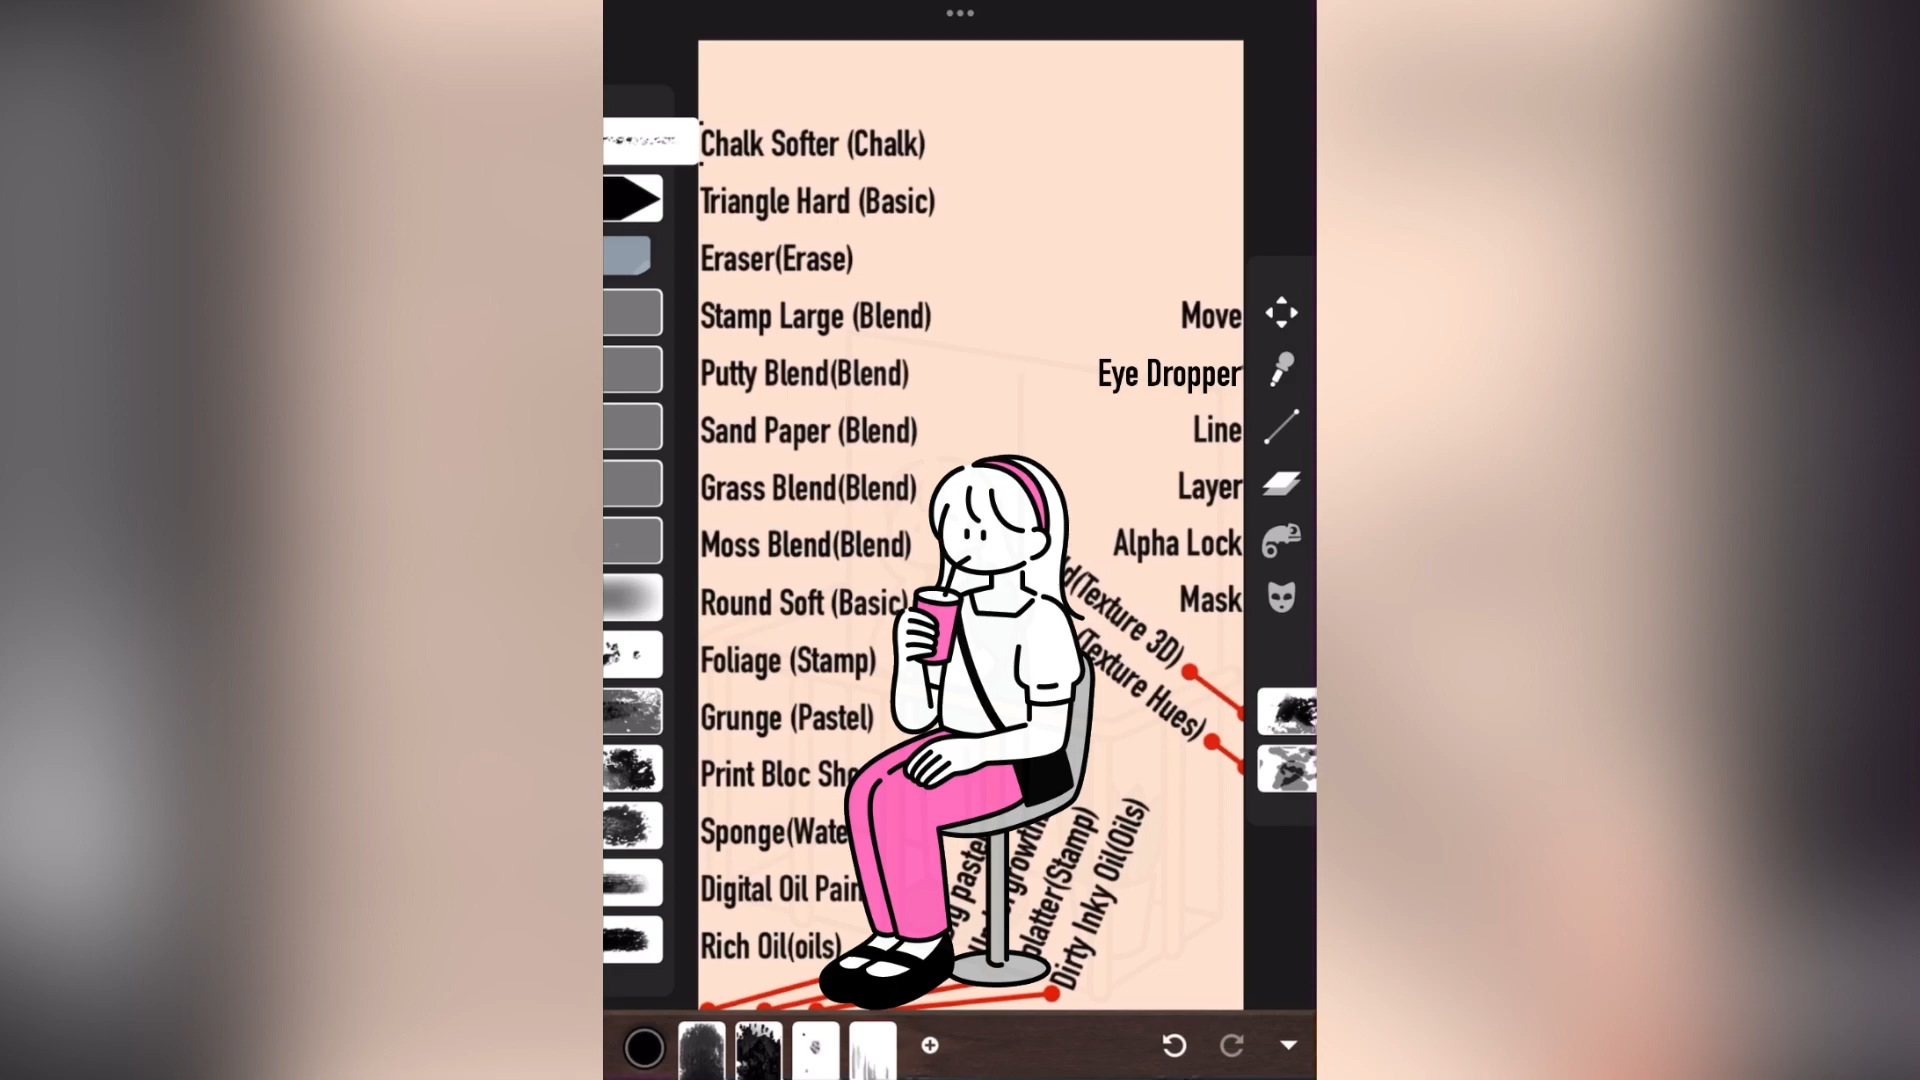 Chalk Softer (Chalk)
Triangle Hard (Basic)
Eraser(Erase)
Stamp Large (Blend)
Putty Blend(Blend)
Sand Paper (Blend)
Grass Blend(Blend)
Moss Blend(Blend)
Round Soft (Basic)
Foliage (Stamp)
Grunge (Pastel)
Print Bloc
Digital Oil
Rich Oil(oils)
Move
Eye Dropper
Line
Layer
Alpha Lock
Mask
(Texture 3D)
(Texture Hues)
(Stamp)
Dirty Inky Oil(Oils)